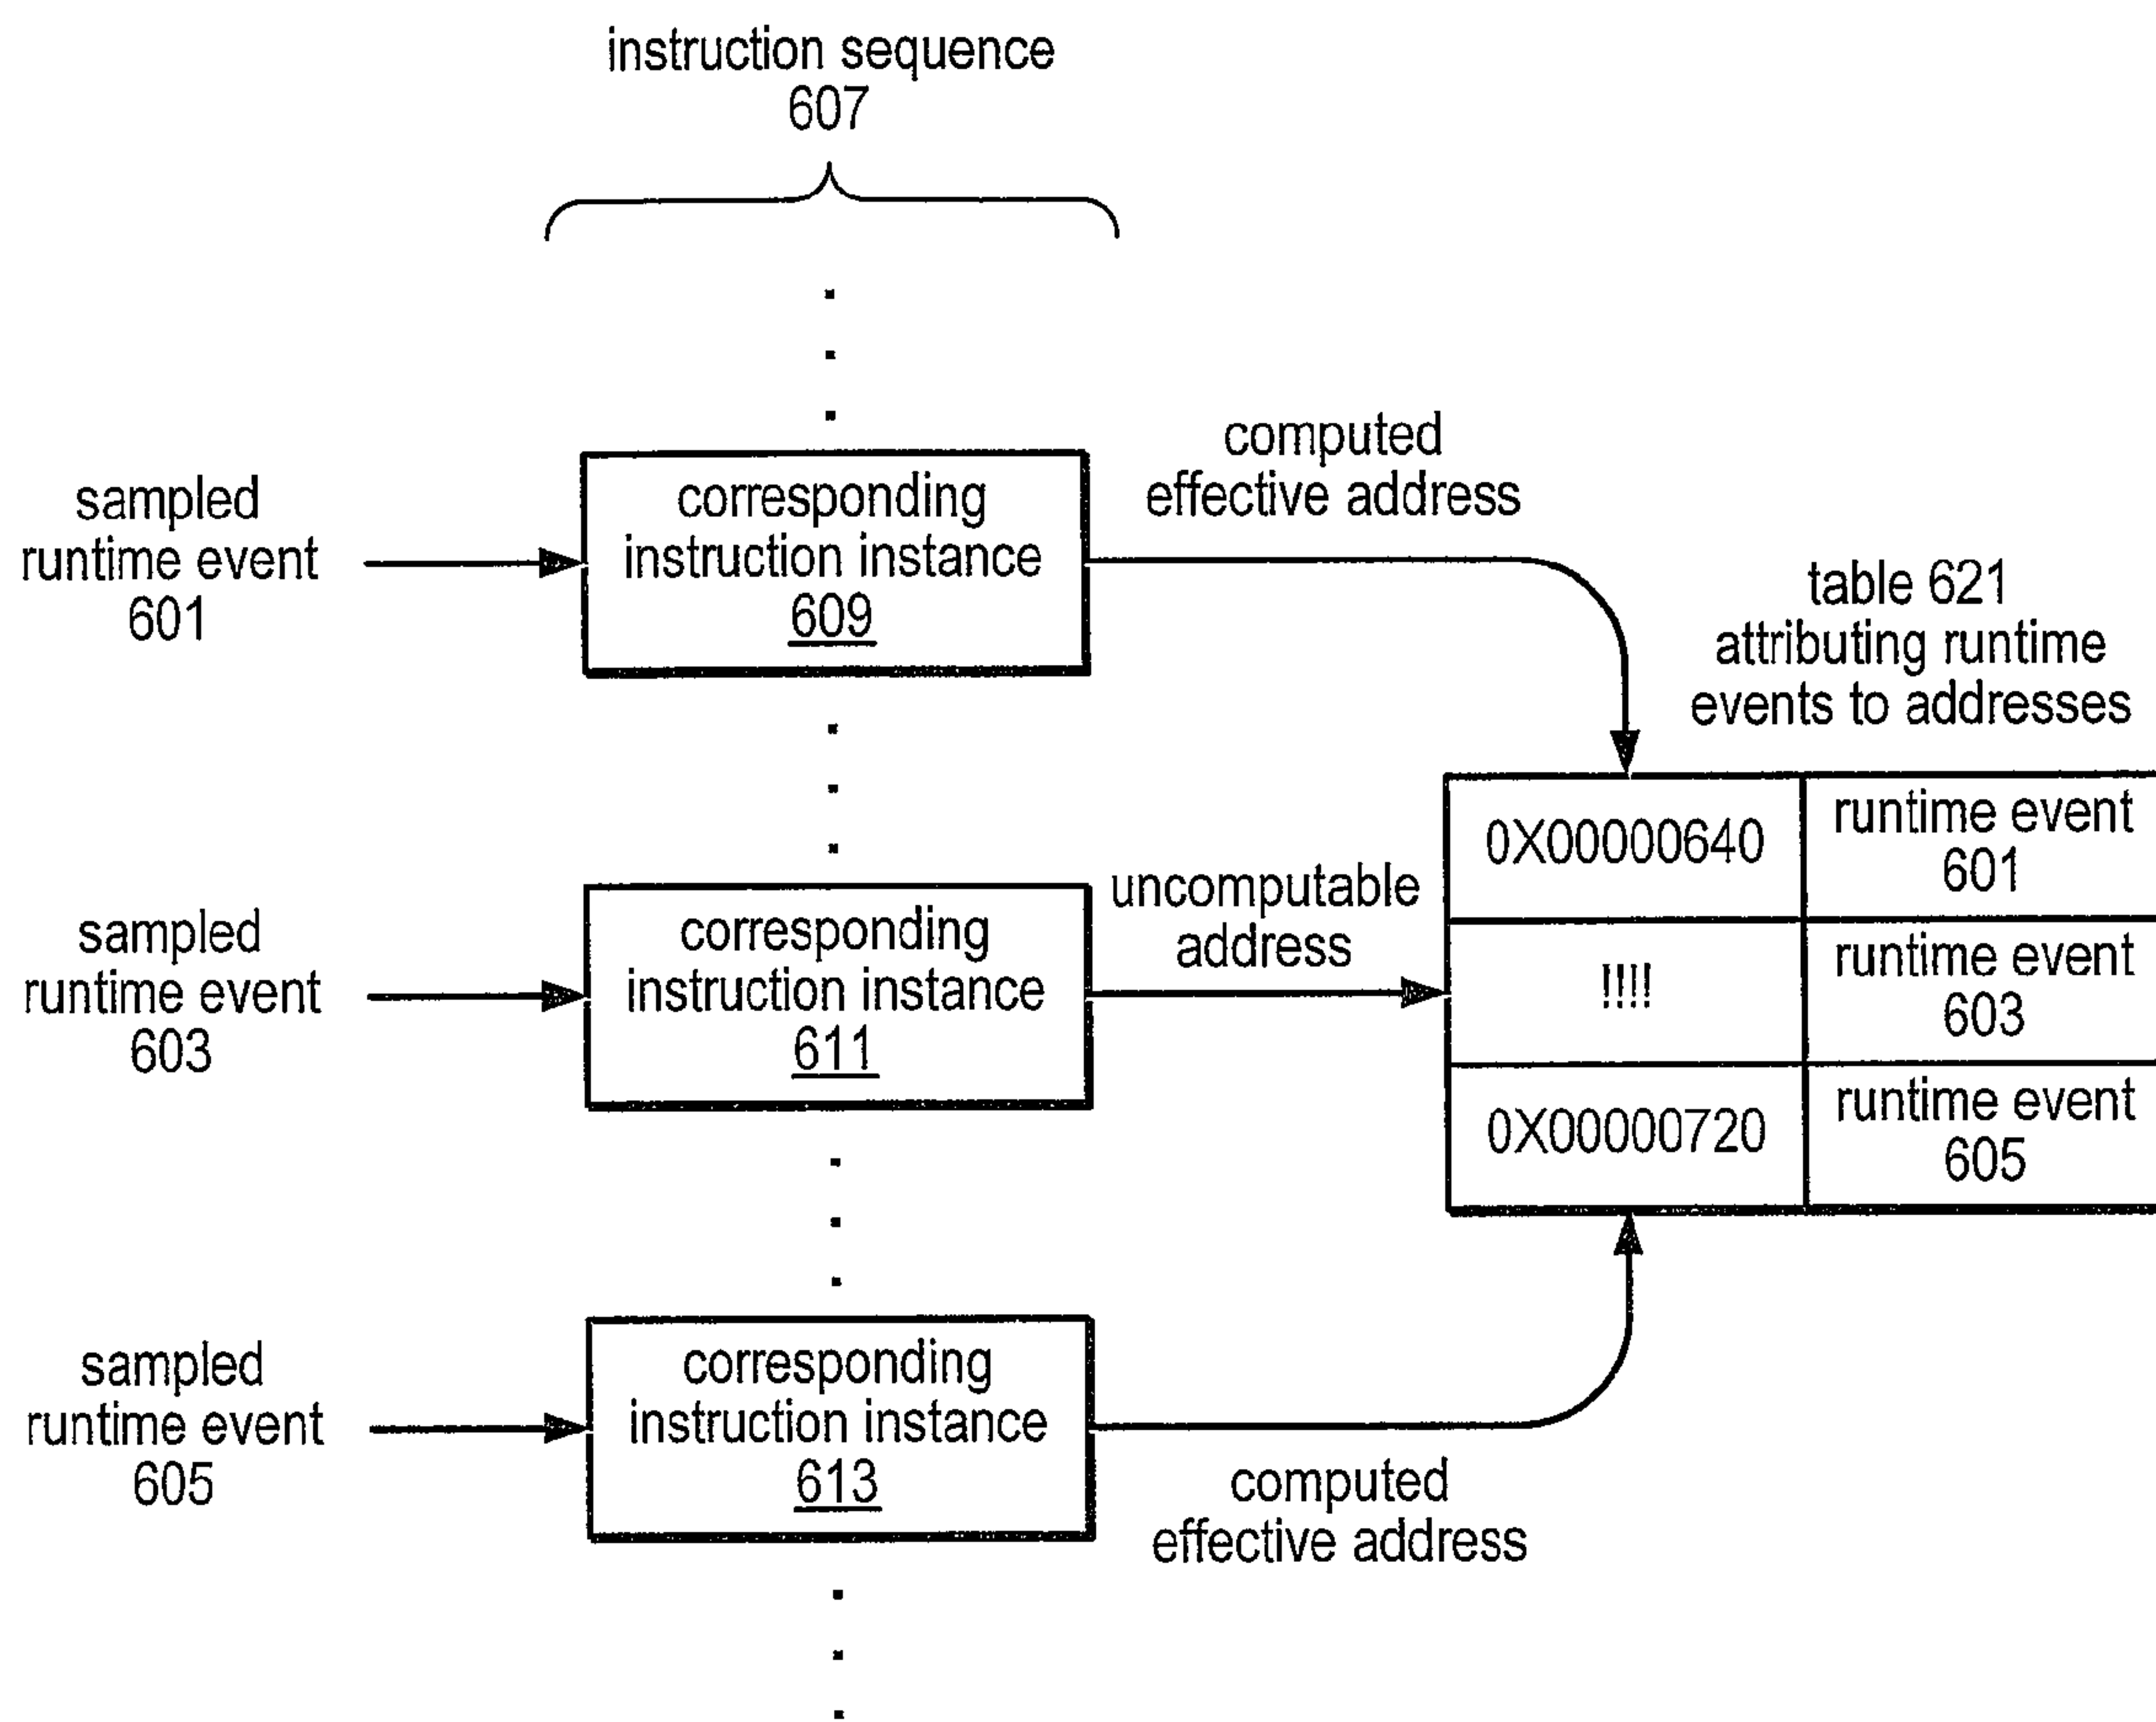 instruction sequence
607
sampled
runtime event
601
corresponding
instruction instance
609
computed
effective address
table 621
attributing runtime
events to addresses
0X00000640
runtime event
601
sampled
runtime event
603
corresponding
instruction instance
611
uncomputable
address
!!!!
runtime event
603
0X00000720
runtime event
605
sampled
runtime event
605
corresponding
instruction instance
613
computed
effective address